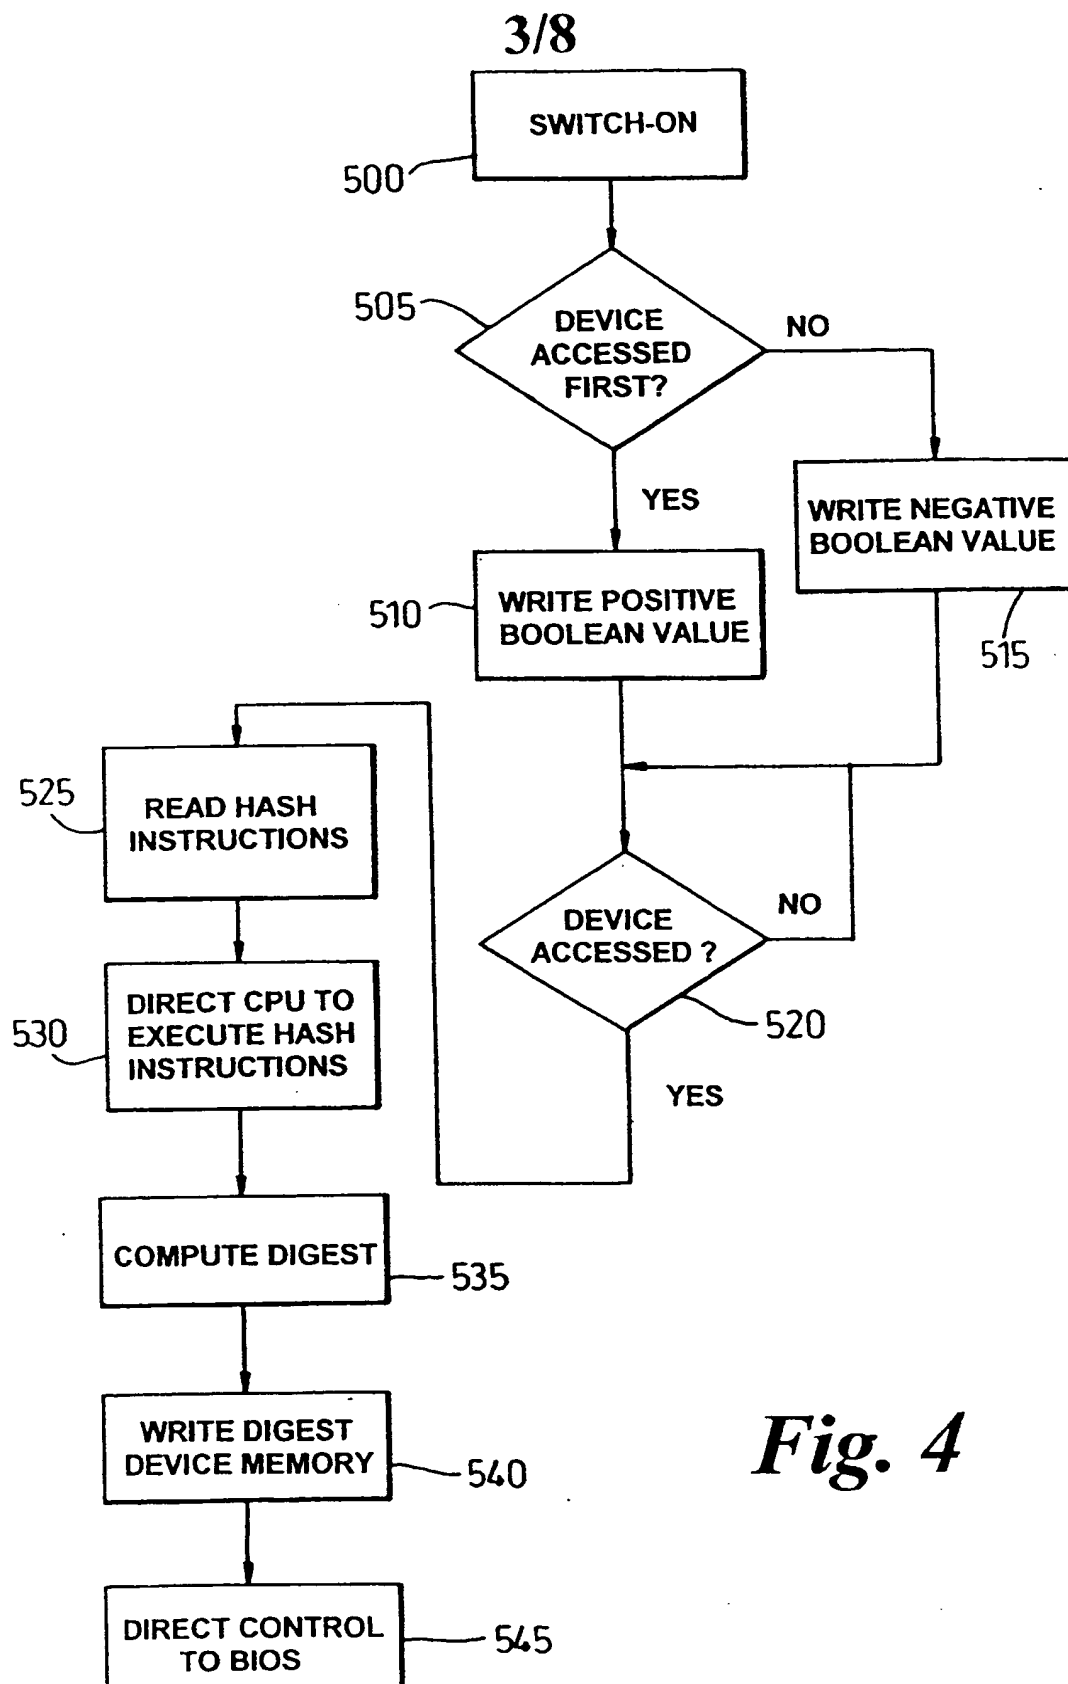 3/8
SWITCH-ON
500
505
DEVICE
ACCESSED
FIRST?
NO
YES
WRITE NEGATIVE
BOOLEAN VALUE
515
510
WRITE POSITIVE
BOOLEAN VALUE
525
READ HASH
INSTRUCTIONS
DEVICE
ACCESSED ?
NO
520
YES
530
DIRECT CPU TO
EXECUTE HASH
INSTRUCTIONS
COMPUTE DIGEST
535
WRITE DIGEST
DEVICE MEMORY
540
DIRECT CONTROL
TO BIOS
545
Fig. 4